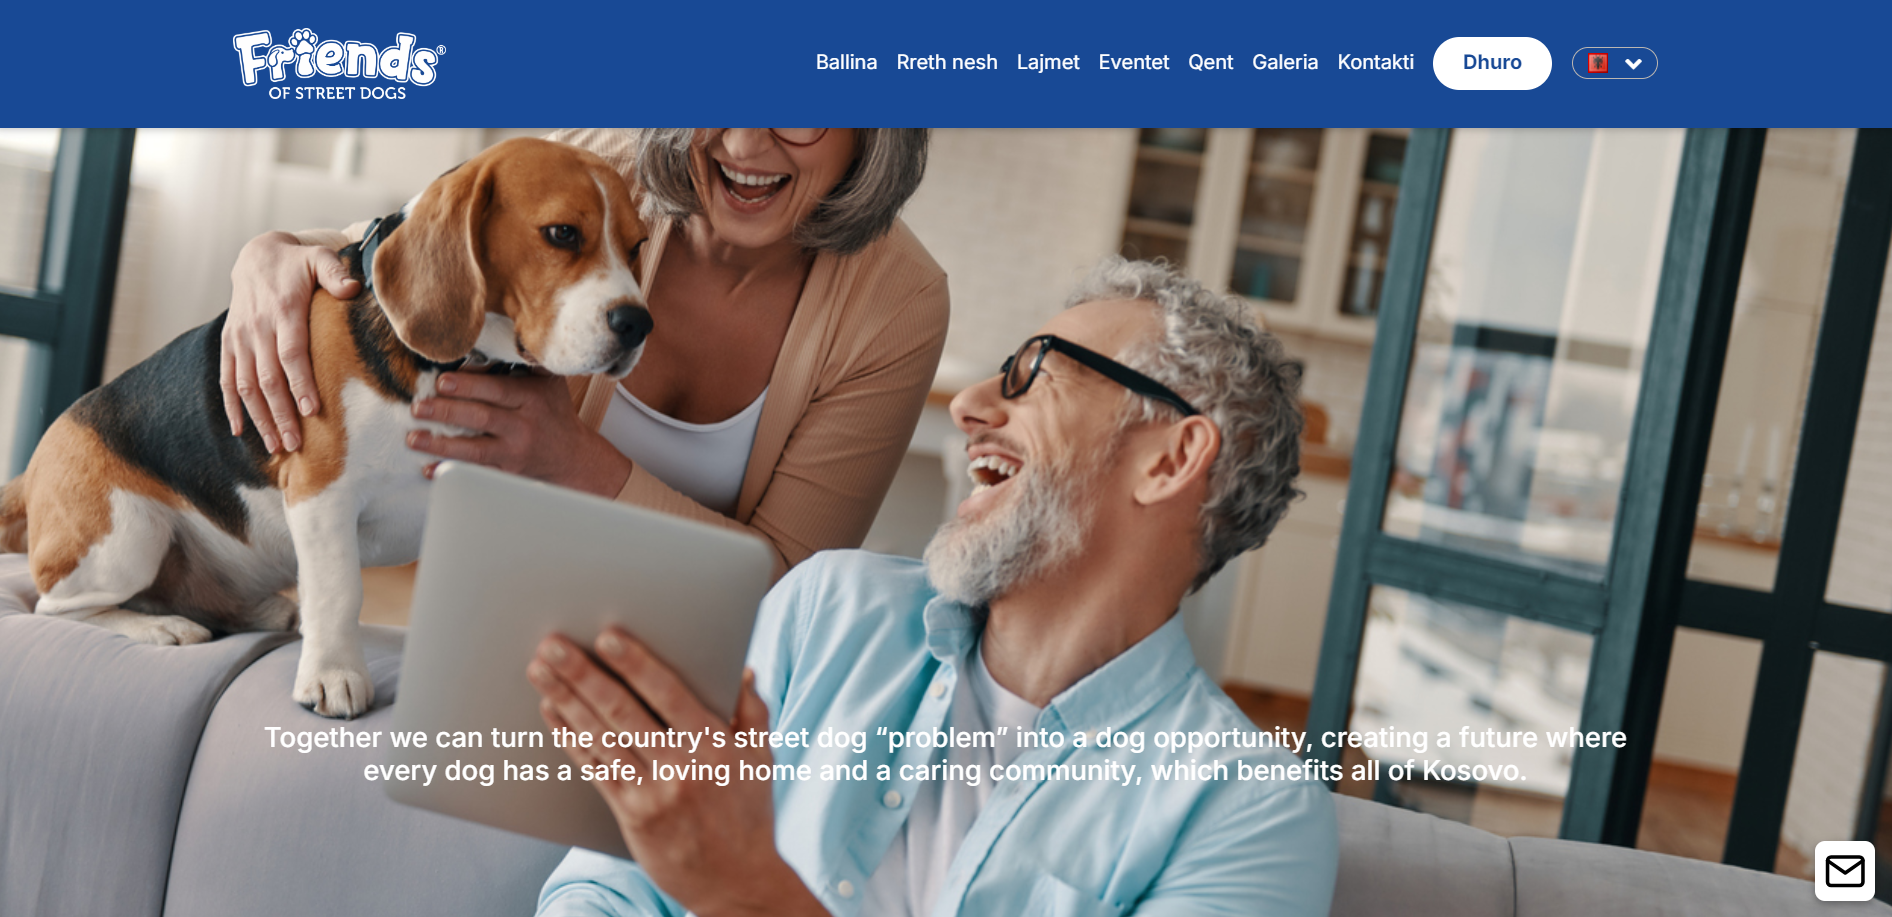 Friends®
OF STREET DOGS
Ballina Rreth nesh Lajmet Eventet Qent Galeria Kontakti Dhuro
Together we can turn the country's street dog “problem” into a dog opportunity, creating a future where
every dog has a safe, loving home and a caring community, which benefits all of Kosovo.